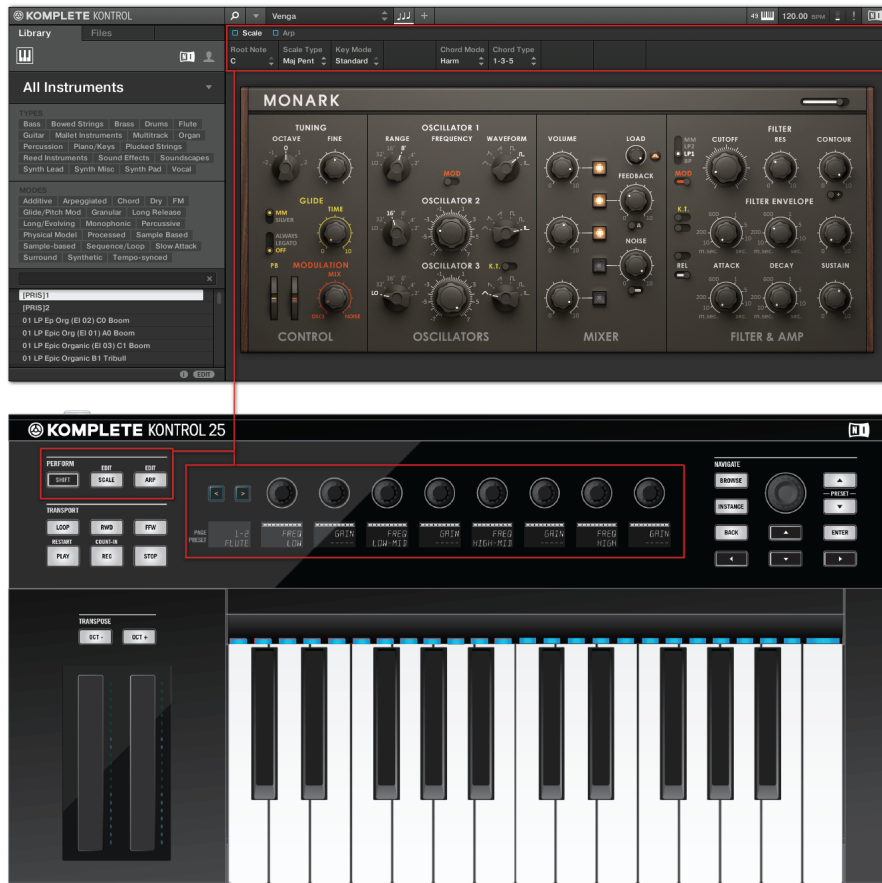 KOMPLETE KONTROL
Venga
49
120.00 BPM
Library Files
Scale Arp
Root Note Scale Type Key Mode Chord Mode Chord Type
C Maj Pent Standard Harm 1-3-5
All Instruments
TYPES
Bass Bowed Strings Brass Drums Flute
Guitar Mallet Instruments Multitrack Organ
Percussion Piano/Keys Plucked Strings
Reed Instruments Sound Effects Soundscapes
Synth Lead Synth Misc Synth Pad Vocal
MODES
Additive Arpeggiated Chord Dry FM
Glide/Pitch Mod Granular Long Release
Long/Evolving Monophonic Percussive
Physical Model Processed Sample Based
Sample-based Sequence/Loop Slow Attack
Surround Synthetic Tempo-synced
[PRIS]1
[PRIS]2
01 LP Ep Org (El 02) C0 Boom
01 LP Epic Org (El 01) A0 Boom
01 LP Epic Organic (El 03) C1 Boom
01 LP Epic Organic B1 Tribull
EDIT
MONARK
TUNING
OCTAVE FINE
GLIDE
MM
SILVER
TIME
ALWAYS
LEGATO
OFF
PB MODULATION
MIX
OSC3 NOISE
CONTROL
OSCILLATOR 1
RANGE FREQUENCY WAVEFORM
MOD
OSCILLATOR 2
OSCILLATOR 3 K.T.
OSCILLATORS
VOLUME LOAD
FEEDBACK
NOISE
MIXER
FILTER
MM
LP2
LP1
BP
CUTOFF RES CONTOUR
MOD
K.T. FILTER ENVELOPE
REL ATTACK DECAY SUSTAIN
FILTER & AMP
KOMPLETE KONTROL 25
PERFORM EDIT EDIT
SHIFT SCALE ARP
TRANSPORT
LOOP RWD FFW
RESTART COUNT-IN
PLAY REC STOP
< >
PAGE 1-2 FREQ GAIN FREQ GAIN FREQ GAIN FREQ GAIN
PRESET FLUTE LOW ----- LOW-MID ----- HIGH-MID ----- HIGH -----
NAVIGATE
BROWSE
PRESET
INSTANCE
BACK ENTER
TRANSPOSE
OCT - OCT +